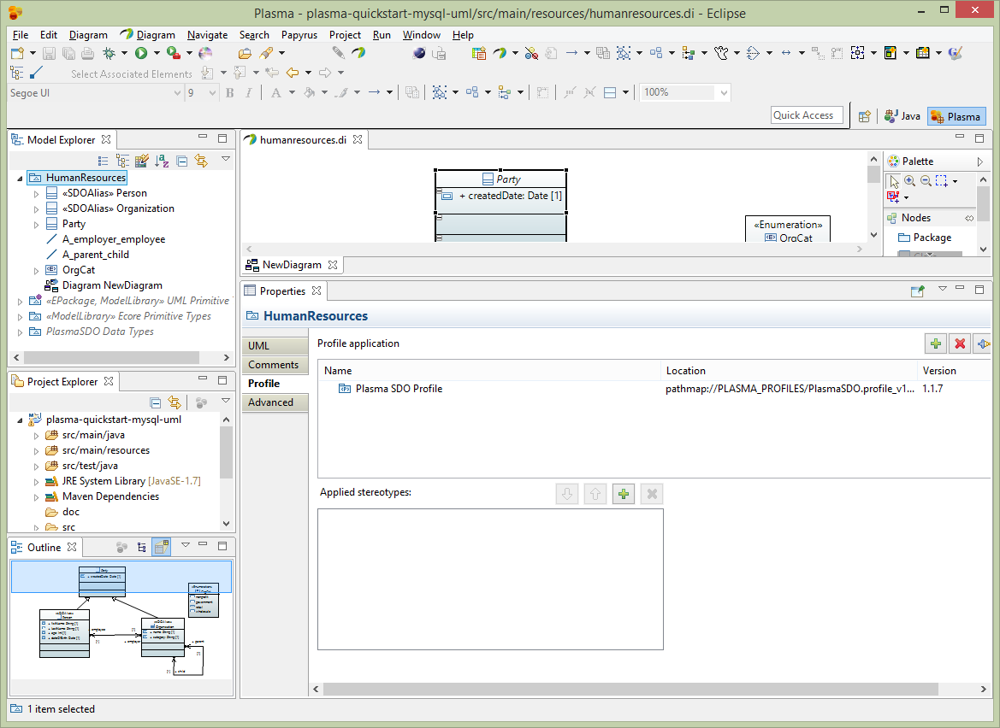 Plasma - plasma-quickstart-mysql-uml/src/main/resources/humanresources.di - Eclipse
File Edit Diagram Diagram Navigate Search Papyrus Project Run Window Help
Select Associated Elements
Segoe UI 9 B I A 100%
Quick Access Java Plasma
Model Explorer
HumanResources
«SDOAlias» Person
«SDOAlias» Organization
Party
A_employer_employee
A_parent_child
OrgCat
Diagram NewDiagram
«EPackage, ModelLibrary» UML Primitive
«ModelLibrary» Ecore Primitive Types
PlasmaSDO Data Types
humanresources.di
Party
+ createdDate: Date [1]
«Enumeration»
OrgCat
Palette
Nodes
Package
NewDiagram
Project Explorer
plasma-quickstart-mysql-uml
src/main/java
src/main/resources
src/test/java
JRE System Library [JavaSE-1.7]
Maven Dependencies
doc
src
Properties
HumanResources
UML
Comments
Profile
Advanced
Profile application
Name Location Version
Plasma SDO Profile pathmap://PLASMA_PROFILES/PlasmaSDO.profile_v1... 1.1.7
Applied stereotypes:
Outline
1 item selected